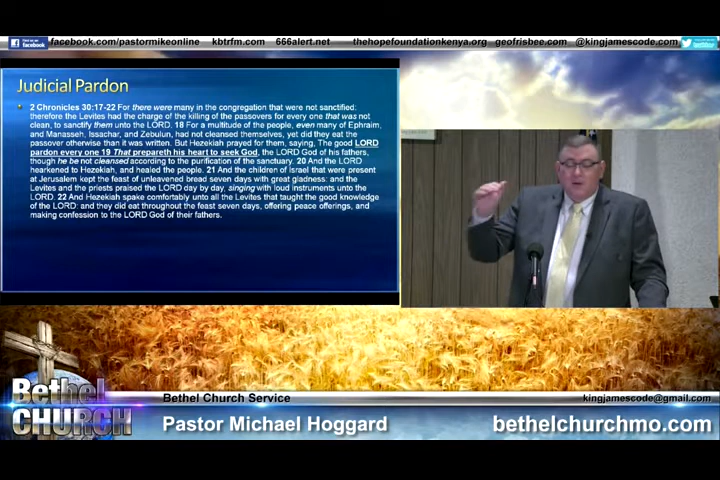 Find us on facebook
facebook.com/pastormikeonline kbtrfm.com 666alert.net thehopefoundationkenya.org geofrisbee.com @kingjamescode.com twitter
Judicial Pardon
2 Chronicles 30:17-22 For there were many in the congregation that were not sanctified:
therefore the Levites had the charge of the killing of the passovers for every one that was not
clean, to sanctify them unto the LORD. 18 For a multitude of the people, even many of Ephraim,
and Manasseh, Issachar, and Zebulun, had not cleansed themselves, yet did they eat the
passover otherwise than it was written. But Hezekiah prayed for them, saying, The good LORD
pardon every one 19 That prepareth his heart to seek God, the LORD God of his fathers,
though he be not cleansed according to the purification of the sanctuary. 20 And the LORD
hearkened to Hezekiah, and healed the people. 21 And the children of Israel that were present
at Jerusalem kept the feast of unleavened bread seven days with great gladness: and the
Levites and the priests praised the LORD day by day, singing with loud instruments unto the
LORD. 22 And Hezekiah spake comfortably unto all the Levites that taught the good knowledge
of the LORD: and they did eat throughout the feast seven days, offering peace offerings, and
making confession to the LORD God of their fathers.
Bethel
CHURCH
Bethel Church Service kingjamescode@gmail.com
Pastor Michael Hoggard bethelchurchmo.com